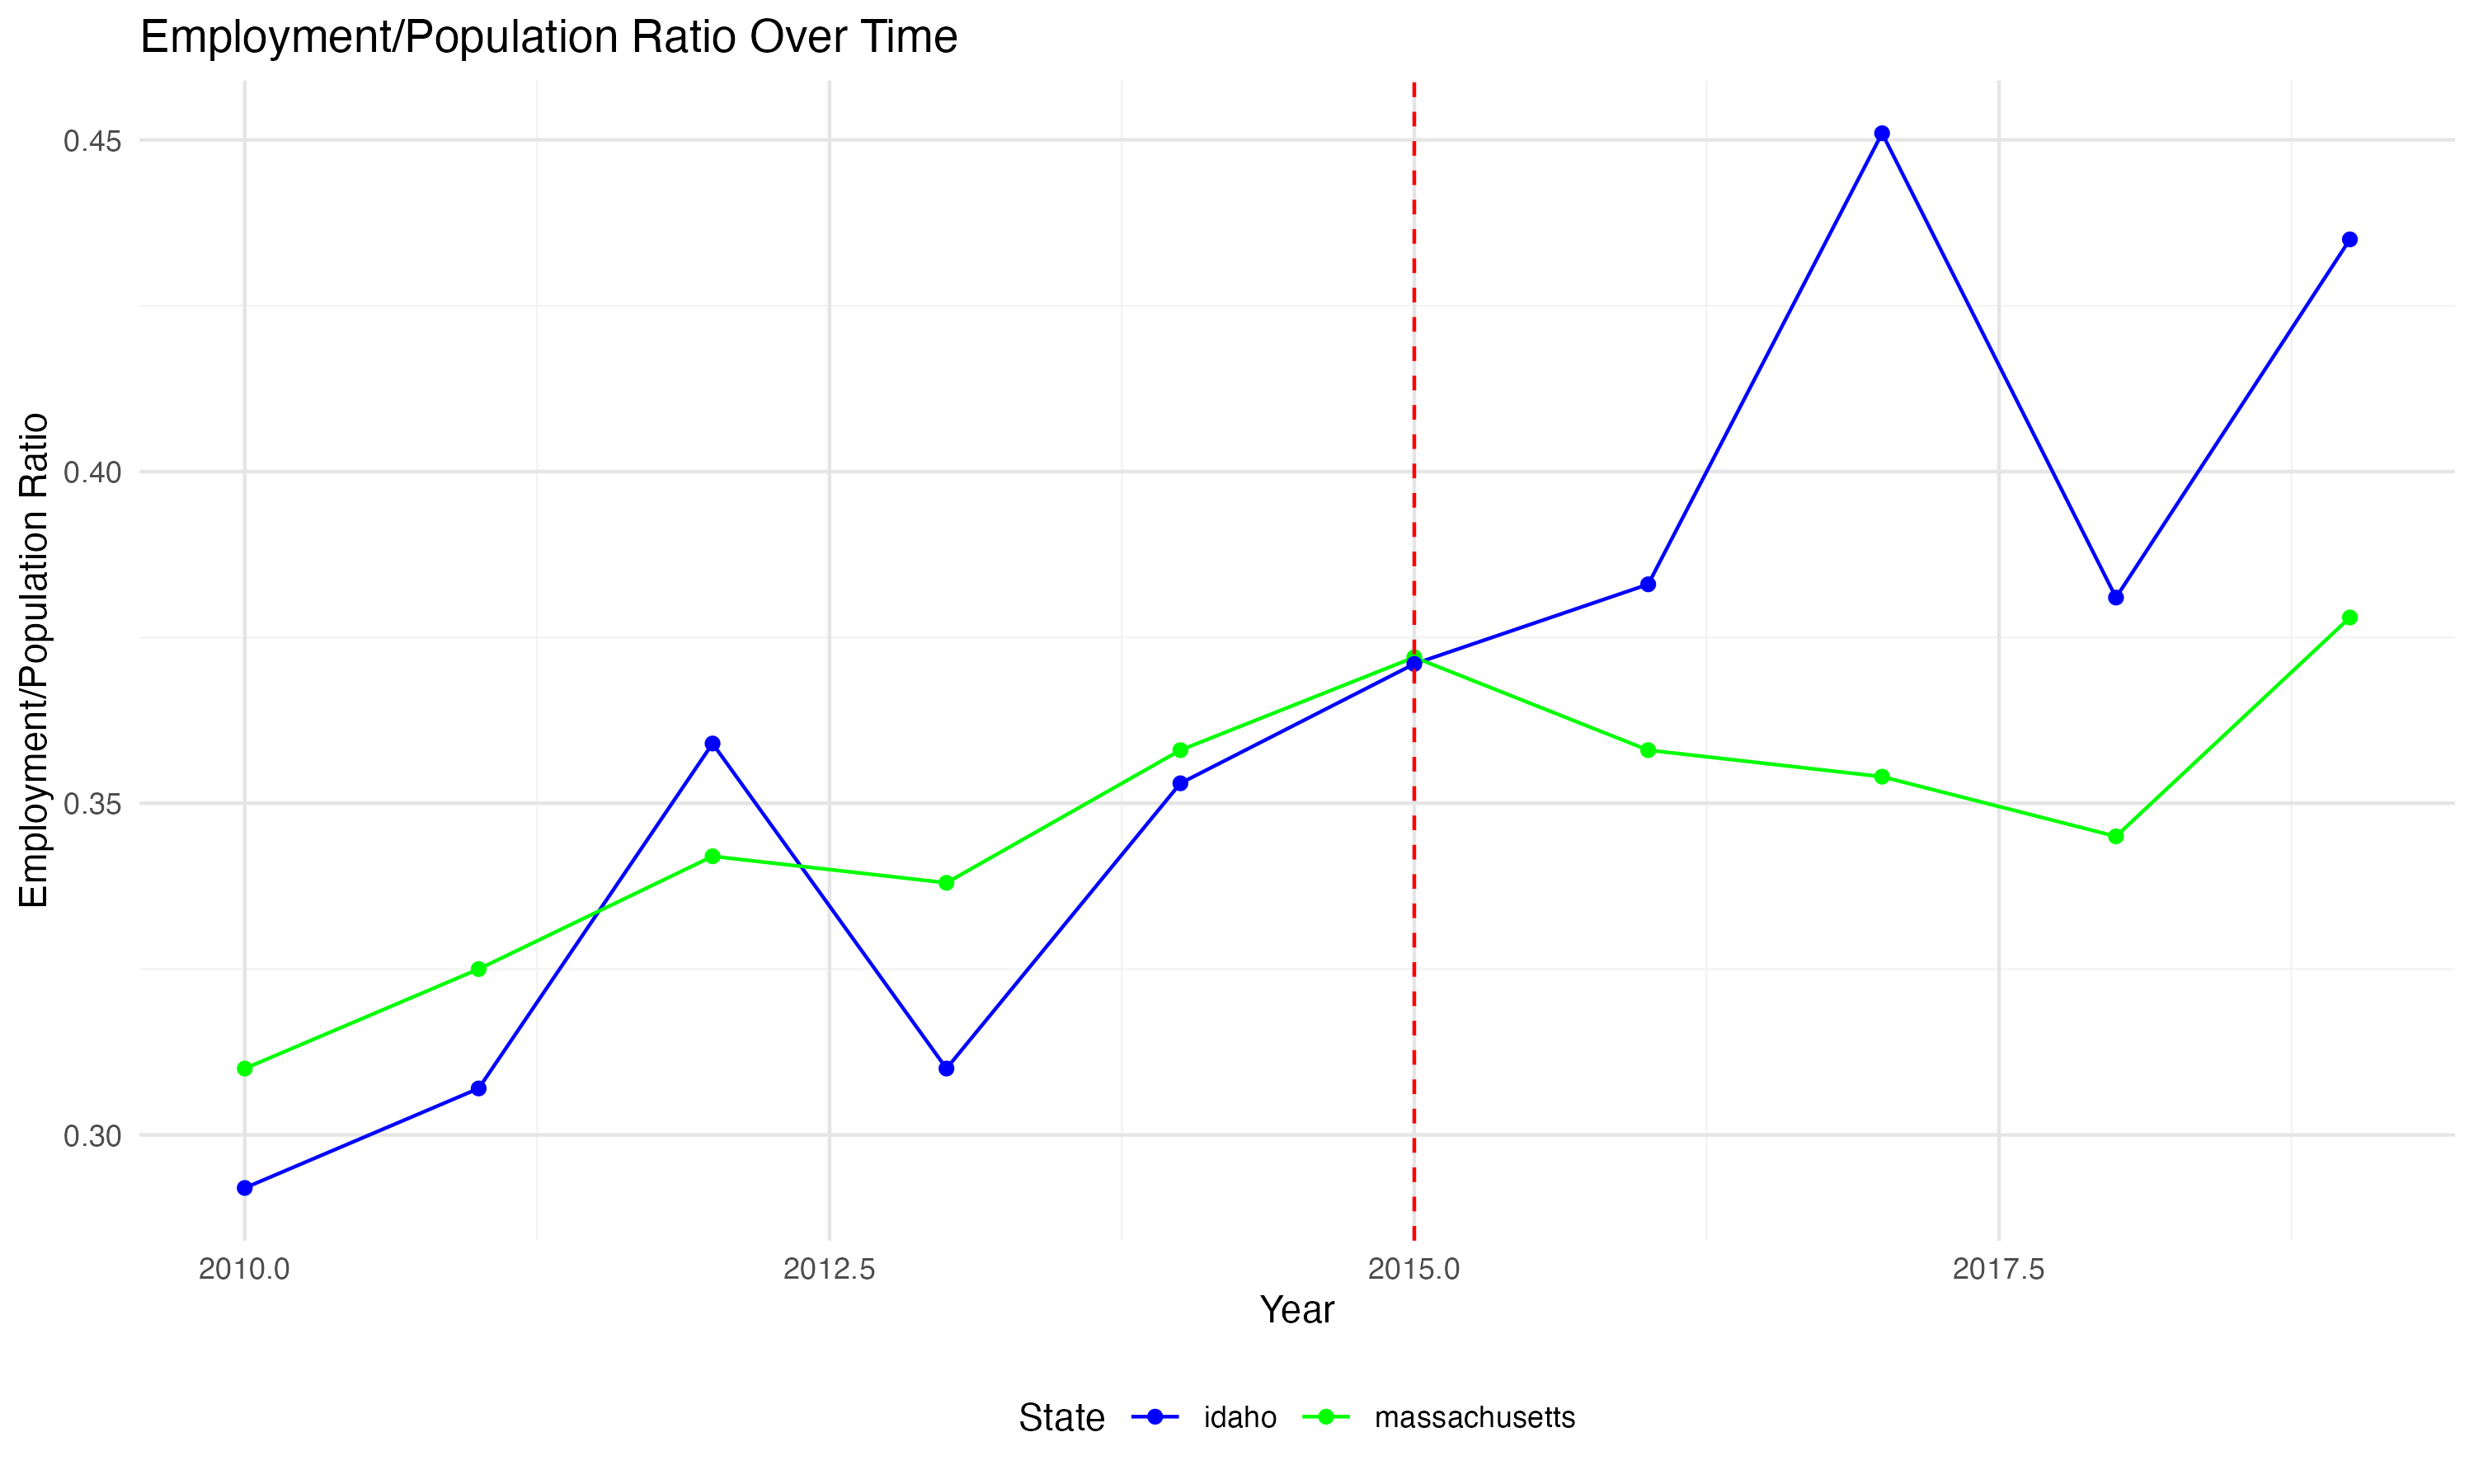 Employment/Population Ratio Over Time
Employment/Population Ratio
0.45
0.40
0.35
0.30
2010.0
2012.5
2015.0
2017.5
Year
State
idaho
massachusetts